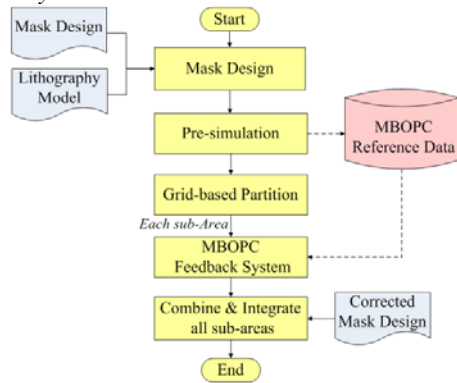 Start
Mask Design
Lithography
Model
Mask Design
Pre-simulation
MBOPC
Reference Data
Grid-based Partition
Each sub-Area
MBOPC
Feedback System
Combine & Integrate
all sub-areas
Corrected
Mask Design
End